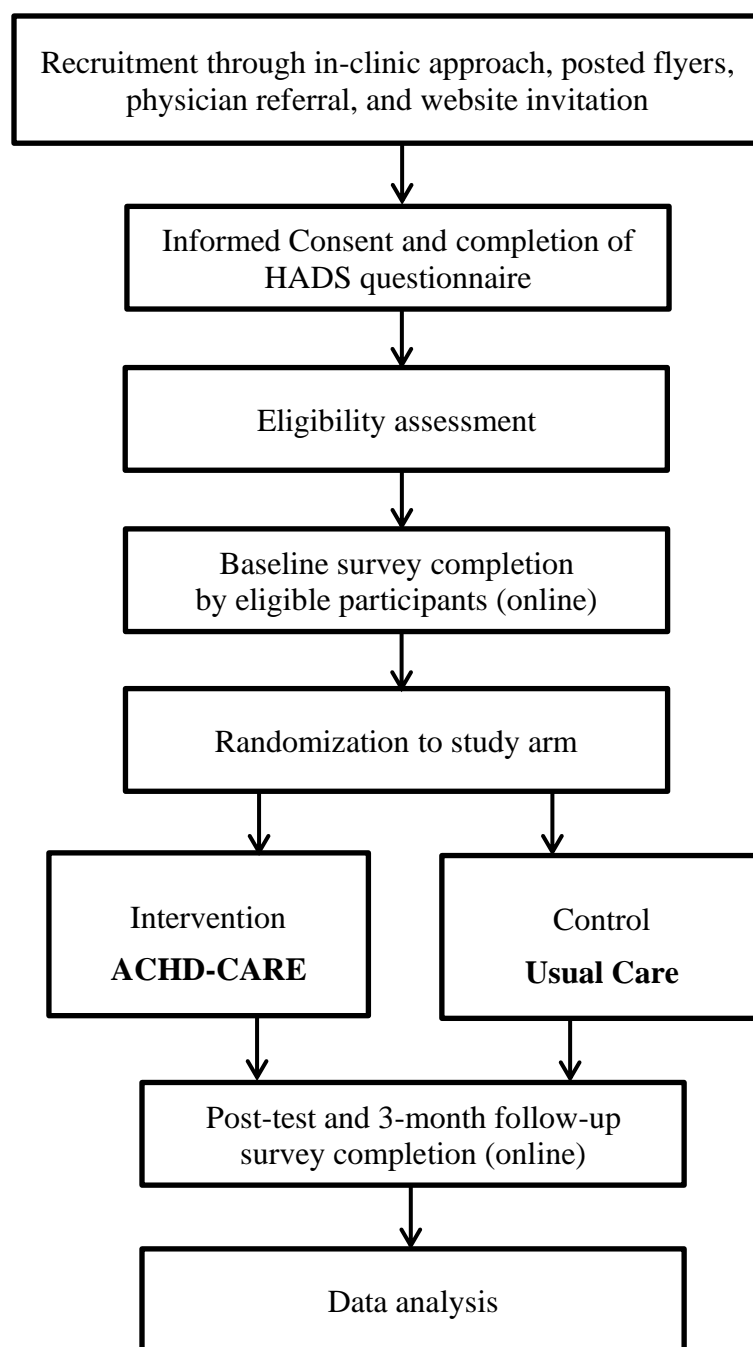 Recruitment through in-clinic approach, posted flyers,
physician referral, and website invitation
Informed Consent and completion of
HADS questionnaire
Eligibility assessment
Baseline survey completion
by eligible participants (online)
Randomization to study arm
Intervention
ACHD-CARE
Control
Usual Care
Post-test and 3-month follow-up
survey completion (online)
Data analysis